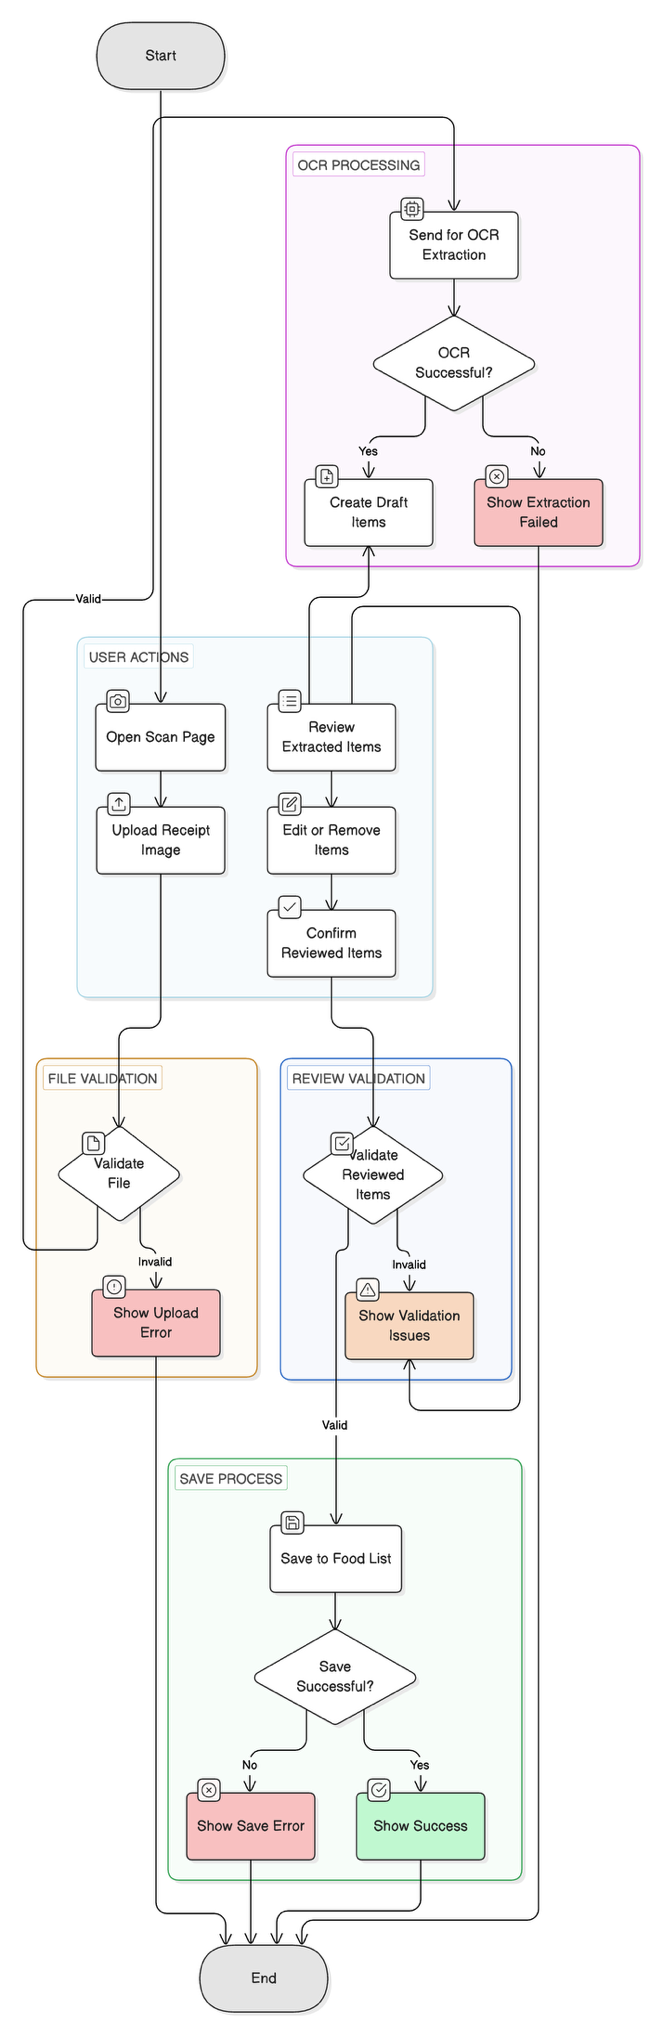 Start
OCR PROCESSING
Send for OCR
Extraction
OCR
Successful?
Yes
No
Create Draft
Items
Show Extraction
Failed
Valid
USER ACTIONS
Open Scan Page
Review
Extracted Items
Upload Receipt
Image
Edit or Remove
Items
Confirm
Reviewed Items
FILE VALIDATION
REVIEW VALIDATION
Validate
File
Validate
Reviewed
Items
Invalid
Invalid
Show Upload
Error
Show Validation
Issues
Valid
SAVE PROCESS
Save to Food List
Save
Successful?
No
Yes
Show Save Error
Show Success
End